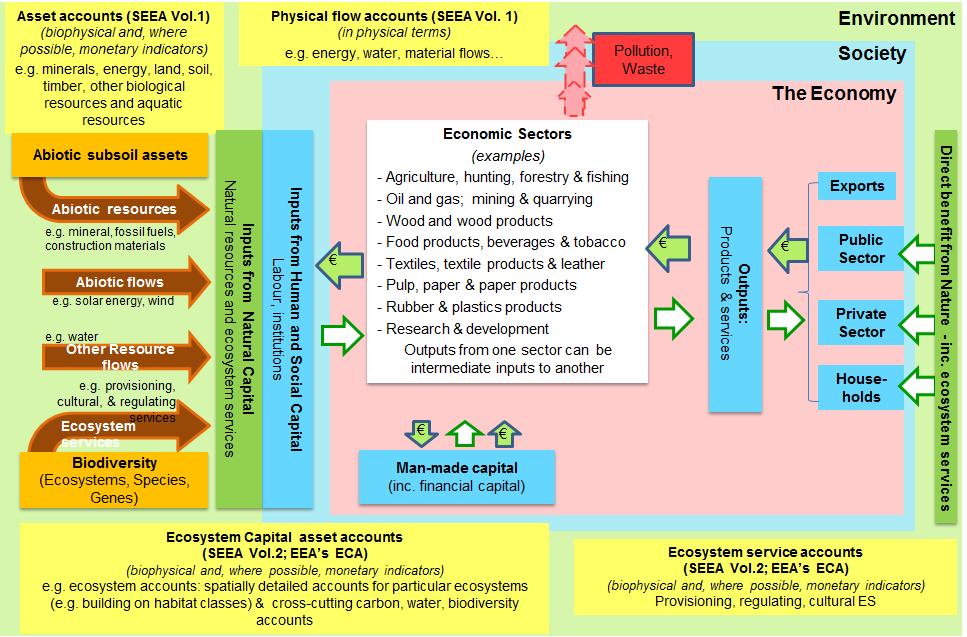 Asset accounts (SEEA Vol.1)
(biophysical and, where
possible, monetary indicators)
e.g. minerals, energy, land, soil,
timber, other biological
resources and aquatic
resources
Physical flow accounts (SEEA Vol. 1)
(in physical terms)
e.g. energy, water, material flows…
Pollution,
Waste
Environment
Society
The Economy
Abiotic subsoil assets
Abiotic resources
e.g. mineral, fossil fuels,
construction materials
Abiotic flows
e.g. solar energy, wind
e.g. water
Other Resource
flows
e.g. provisioning,
cultural, & regulating
services
Ecosystem
services
Biodiversity
(Ecosystems, Species,
Genes)
Inputs from Natural Capital
Natural resources and ecosystem services
Inputs from Human and Social Capital
Labour, institutions
€
Economic Sectors
(examples)
- Agriculture, hunting, forestry & fishing
- Oil and gas; mining & quarrying
- Wood and wood products
- Food products, beverages & tobacco
- Textiles, textile products & leather
- Pulp, paper & paper products
- Rubber & plastics products
- Research & development
Outputs from one sector can be
intermediate inputs to another
€
Outputs:
Products & services
€
Exports
Public
Sector
Private
Sector
House-
holds
Direct benefit from Nature - inc. ecosystem services
€
€
Man-made capital
(inc. financial capital)
Ecosystem Capital asset accounts
(SEEA Vol.2; EEA's ECA)
(biophysical and, where possible, monetary indicators)
e.g. ecosystem accounts: spatially detailed accounts for particular ecosystems
(e.g. building on habitat classes) & cross-cutting carbon, water, biodiversity
accounts
Ecosystem service accounts
(SEEA Vol.2; EEA's ECA)
(biophysical and, where possible, monetary indicators)
Provisioning, regulating, cultural ES